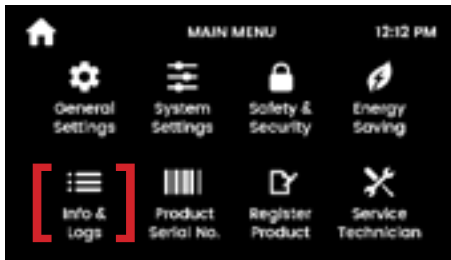 MAIN MENU 12:12 PM
General System Safety & Energy
Settings Settings Security Saving
Info & Product Register Service
Logs Serial No. Product Technician